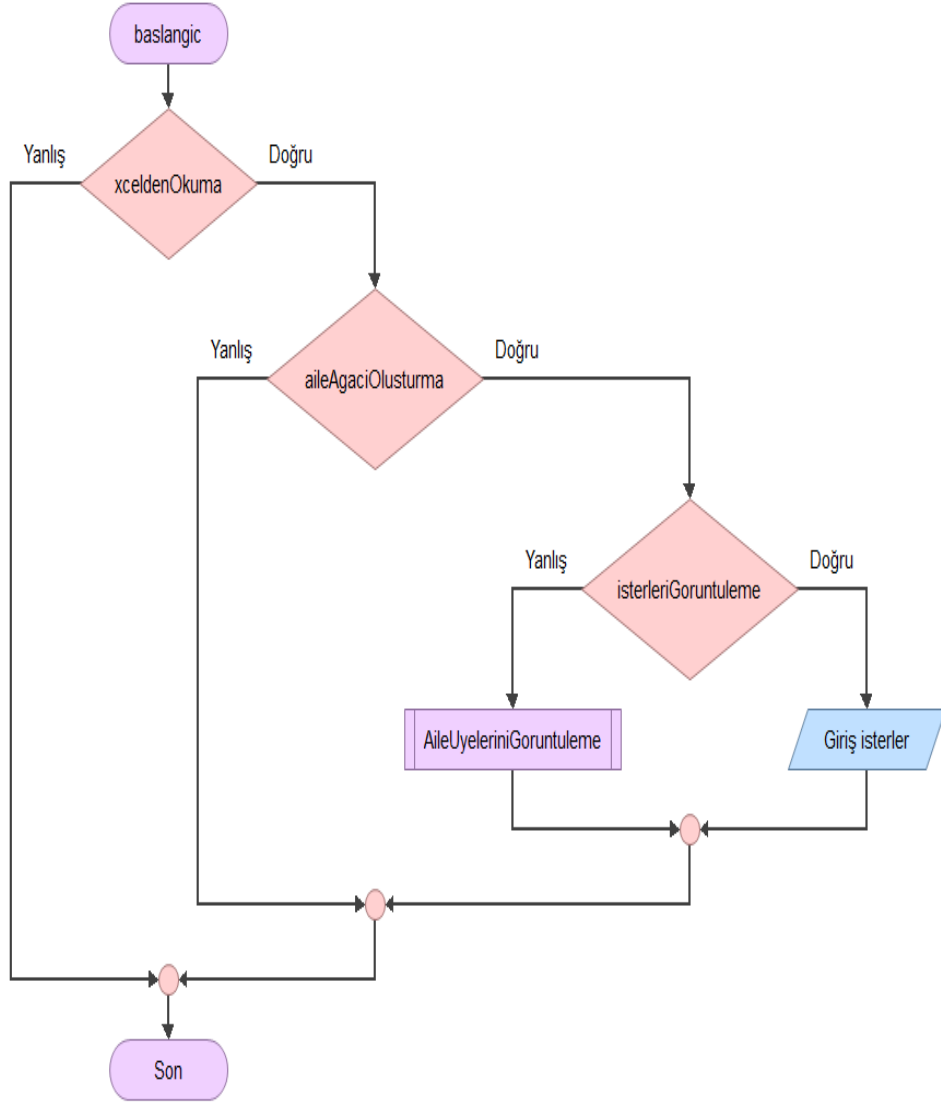 baslangic
Yanlış
Doğru
xceldenOkuma
Yanlış
Doğru
aileAgaciOlusturma
Yanlış
Doğru
isterleriGoruntuleme
AileUyeleriniGoruntuleme
Giriş isterler
Son